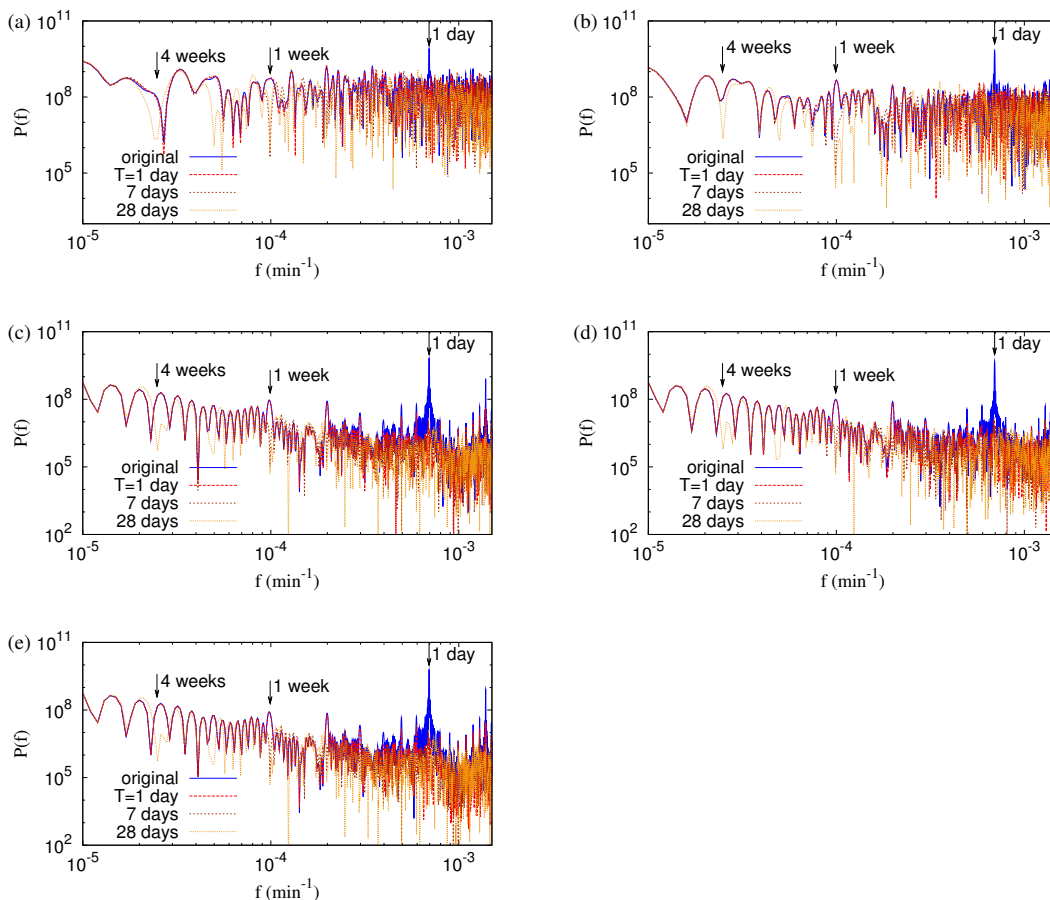 (a)
10^11
10^8
10^5
P(f)
4 weeks
1 week
1 day
original
T=1 day
7 days
28 days
10^-5
10^-4
10^-3
f (min^-1)
(b)
10^11
10^8
10^5
P(f)
4 weeks
1 week
1 day
original
T=1 day
7 days
28 days
10^-5
10^-4
10^-3
f (min^-1)
(c)
10^11
10^8
10^5
10^2
P(f)
4 weeks
1 week
1 day
original
T=1 day
7 days
28 days
10^-5
10^-4
10^-3
f (min^-1)
(d)
10^11
10^8
10^5
10^2
P(f)
4 weeks
1 week
1 day
original
T=1 day
7 days
28 days
10^-5
10^-4
10^-3
f (min^-1)
(e)
10^11
10^8
10^5
10^2
P(f)
4 weeks
1 week
1 day
original
T=1 day
7 days
28 days
10^-5
10^-4
10^-3
f (min^-1)